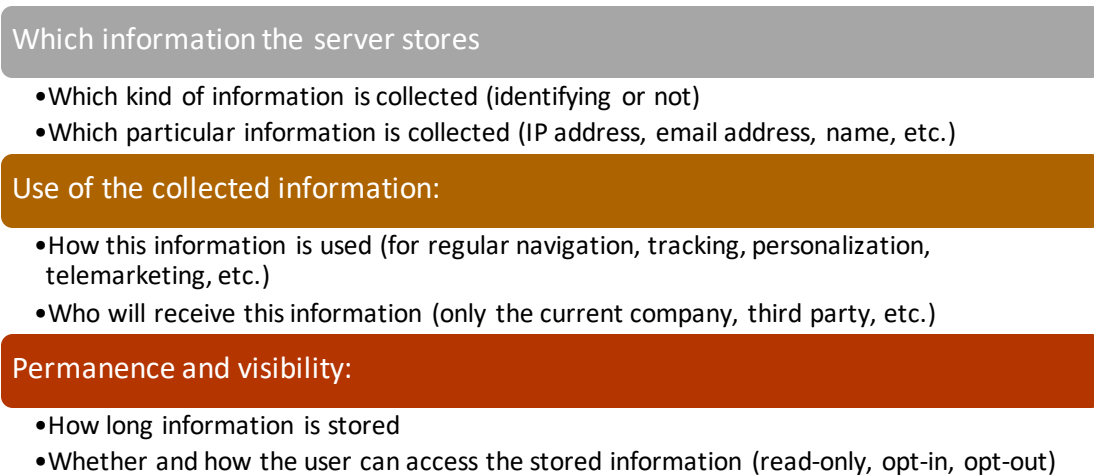 Which information the server stores
•Which kind of information is collected (identifying or not)
•Which particular information is collected (IP address, email address, name, etc.)
Use of the collected information:
•How this information is used (for regular navigation, tracking, personalization,
telemarketing, etc.)
•Who will receive this information (only the current company, third party, etc.)
Permanence and visibility:
•How long information is stored
•Whether and how the user can access the stored information (read-only, opt-in, opt-out)